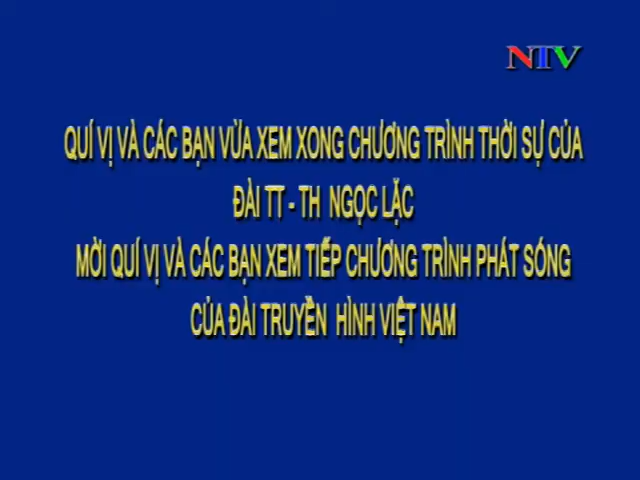 NTV
QUÍ VỊ VÀ CÁC BẠN VỪA XEM XONG CHƯƠNG TRÌNH THỜI SỰ CỦA
ĐÀI TT - TH NGỌC LẶC
MỜI QUÍ VỊ VÀ CÁC BẠN XEM TIẾP CHƯƠNG TRÌNH PHÁT SÓNG
CỦA ĐÀI TRUYỀN HÌNH VIỆT NAM